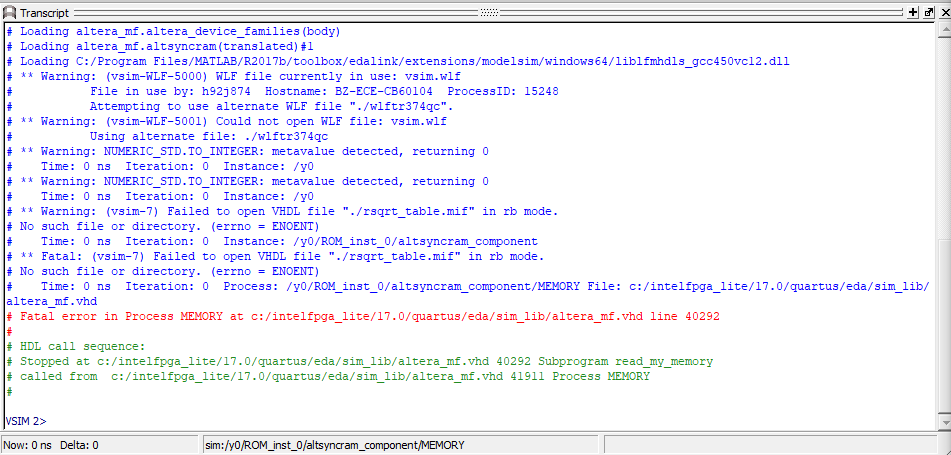 Transcript
# Loading altera_mf.altera_device_families(body)
# Loading altera_mf.altsyncram(translated)#1
# Loading C:/Program Files/MATLAB/R2017b/toolbox/edalink/extensions/modelsim/windows64/liblfmhdls_gcc450vc12.dll
# ** Warning: (vsim-WLF-5000) WLF file currently in use: vsim.wlf
#           File in use by: h92j874  Hostname: BZ-ECE-CB60104  ProcessID: 15248
#           Attempting to use alternate WLF file "./wlftr374qc".
# ** Warning: (vsim-WLF-5001) Could not open WLF file: vsim.wlf
#           Using alternate file: ./wlftr374qc
# ** Warning: NUMERIC_STD.TO_INTEGER: metavalue detected, returning 0
#    Time: 0 ns  Iteration: 0  Instance: /y0
# ** Warning: NUMERIC_STD.TO_INTEGER: metavalue detected, returning 0
#    Time: 0 ns  Iteration: 0  Instance: /y0
# ** Warning: (vsim-7) Failed to open VHDL file "./rsqrt_table.mif" in rb mode.
# No such file or directory. (errno = ENOENT)
#    Time: 0 ns  Iteration: 0  Instance: /y0/ROM_inst_0/altsyncram_component
# ** Fatal: (vsim-7) Failed to open VHDL file "./rsqrt_table.mif" in rb mode.
# No such file or directory. (errno = ENOENT)
#    Time: 0 ns  Iteration: 0  Process: /y0/ROM_inst_0/altsyncram_component/MEMORY File: c:/intelfpga_lite/17.0/quartus/eda/sim_lib/
altera_mf.vhd
# Fatal error in Process MEMORY at c:/intelfpga_lite/17.0/quartus/eda/sim_lib/altera_mf.vhd line 40292
#
# HDL call sequence:
# Stopped at c:/intelfpga_lite/17.0/quartus/eda/sim_lib/altera_mf.vhd 40292 Subprogram read_my_memory
# called from  c:/intelfpga_lite/17.0/quartus/eda/sim_lib/altera_mf.vhd 41911 Process MEMORY
#
VSIM 2>
Now: 0 ns  Delta: 0
sim:/y0/ROM_inst_0/altsyncram_component/MEMORY